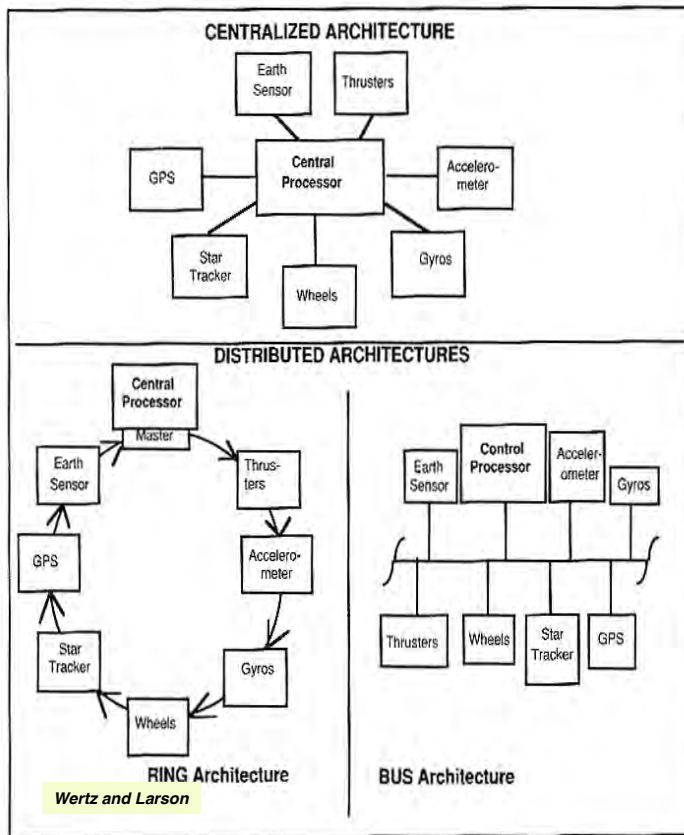 CENTRALIZED ARCHITECTURE
Earth
Sensor
Thrusters
GPS
Central
Processor
Accelero-
meter
Star
Tracker
Wheels
Gyros
DISTRIBUTED ARCHITECTURES
Central
Processor
Master
Earth
Sensor
Thrus-
ters
GPS
Accelero-
meter
Star
Tracker
Gyros
Wheels
RING Architecture
Earth
Sensor
Control
Processor
Acceler-
ometer
Gyros
Thrusters
Wheels
Star
Tracker
GPS
BUS Architecture
Wertz and Larson